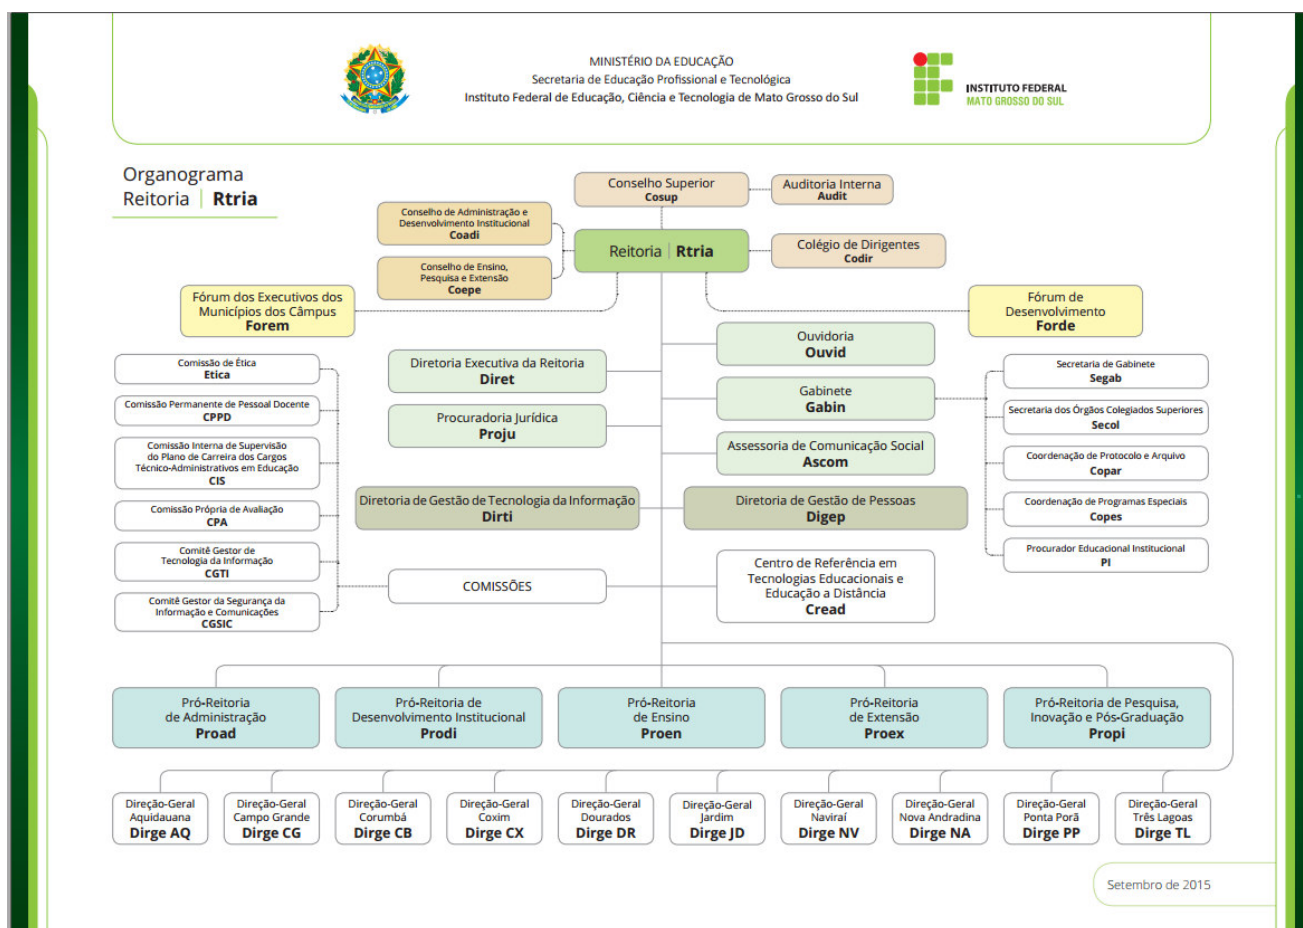 MINISTÉRIO DA EDUCAÇÃO
Secretaria de Educação Profissional e Tecnológica
Instituto Federal de Educação, Ciência e Tecnologia de Mato Grosso do Sul
INSTITUTO FEDERAL
MATO GROSSO DO SUL
Organograma
Reitoria | Rtria
Conselho Superior
Cosup
Auditoria Interna
Audit
Conselho de Administração e
Desenvolvimento Institucional
Coadi
Reitoria | Rtria
Colégio de Dirigentes
Codir
Conselho de Ensino,
Pesquisa e Extensão
Coepe
Fórum dos Executivos dos
Municípios dos Câmpus
Forem
Fórum de
Desenvolvimento
Forde
Ouvidoria
Ouvid
Diretoria Executiva da Reitoria
Diret
Gabinete
Gabin
Procuradoria Jurídica
Proju
Assessoria de Comunicação Social
Ascom
Diretoria de Gestão de Tecnologia da Informação
Dirti
Diretoria de Gestão de Pessoas
Digep
COMISSÕES
Centro de Referência em
Tecnologias Educacionais e
Educação a Distância
Cread
Comissão de Ética
Etica
Comissão Permanente de Pessoal Docente
CPPD
Comissão Interna de Supervisão
do Plano de Carreira dos Cargos
Técnico-Administrativos em Educação
CIS
Comissão Própria de Avaliação
CPA
Comitê Gestor de
Tecnologia da Informação
CGTI
Comitê Gestor da Segurança da
Informação e Comunicações
CGSIC
Secretaria de Gabinete
Segab
Secretaria dos Órgãos Colegiados Superiores
Secol
Coordenação de Protocolo e Arquivo
Copar
Coordenação de Programas Especiais
Copes
Procurador Educacional Institucional
PI
Pró-Reitoria
de Administração
Proad
Pró-Reitoria de
Desenvolvimento Institucional
Prodi
Pró-Reitoria
de Ensino
Proen
Pró-Reitoria
de Extensão
Proex
Pró-Reitoria de Pesquisa,
Inovação e Pós-Graduação
Propi
Direção-Geral
Aquidauana
Dirge AQ
Direção-Geral
Campo Grande
Dirge CG
Direção-Geral
Corumbá
Dirge CB
Direção-Geral
Coxim
Dirge CX
Direção-Geral
Dourados
Dirge DR
Direção-Geral
Jardim
Dirge JD
Direção-Geral
Naviraí
Dirge NV
Direção-Geral
Nova Andradina
Dirge NA
Direção-Geral
Ponta Porã
Dirge PP
Direção-Geral
Três Lagoas
Dirge TL
Setembro de 2015